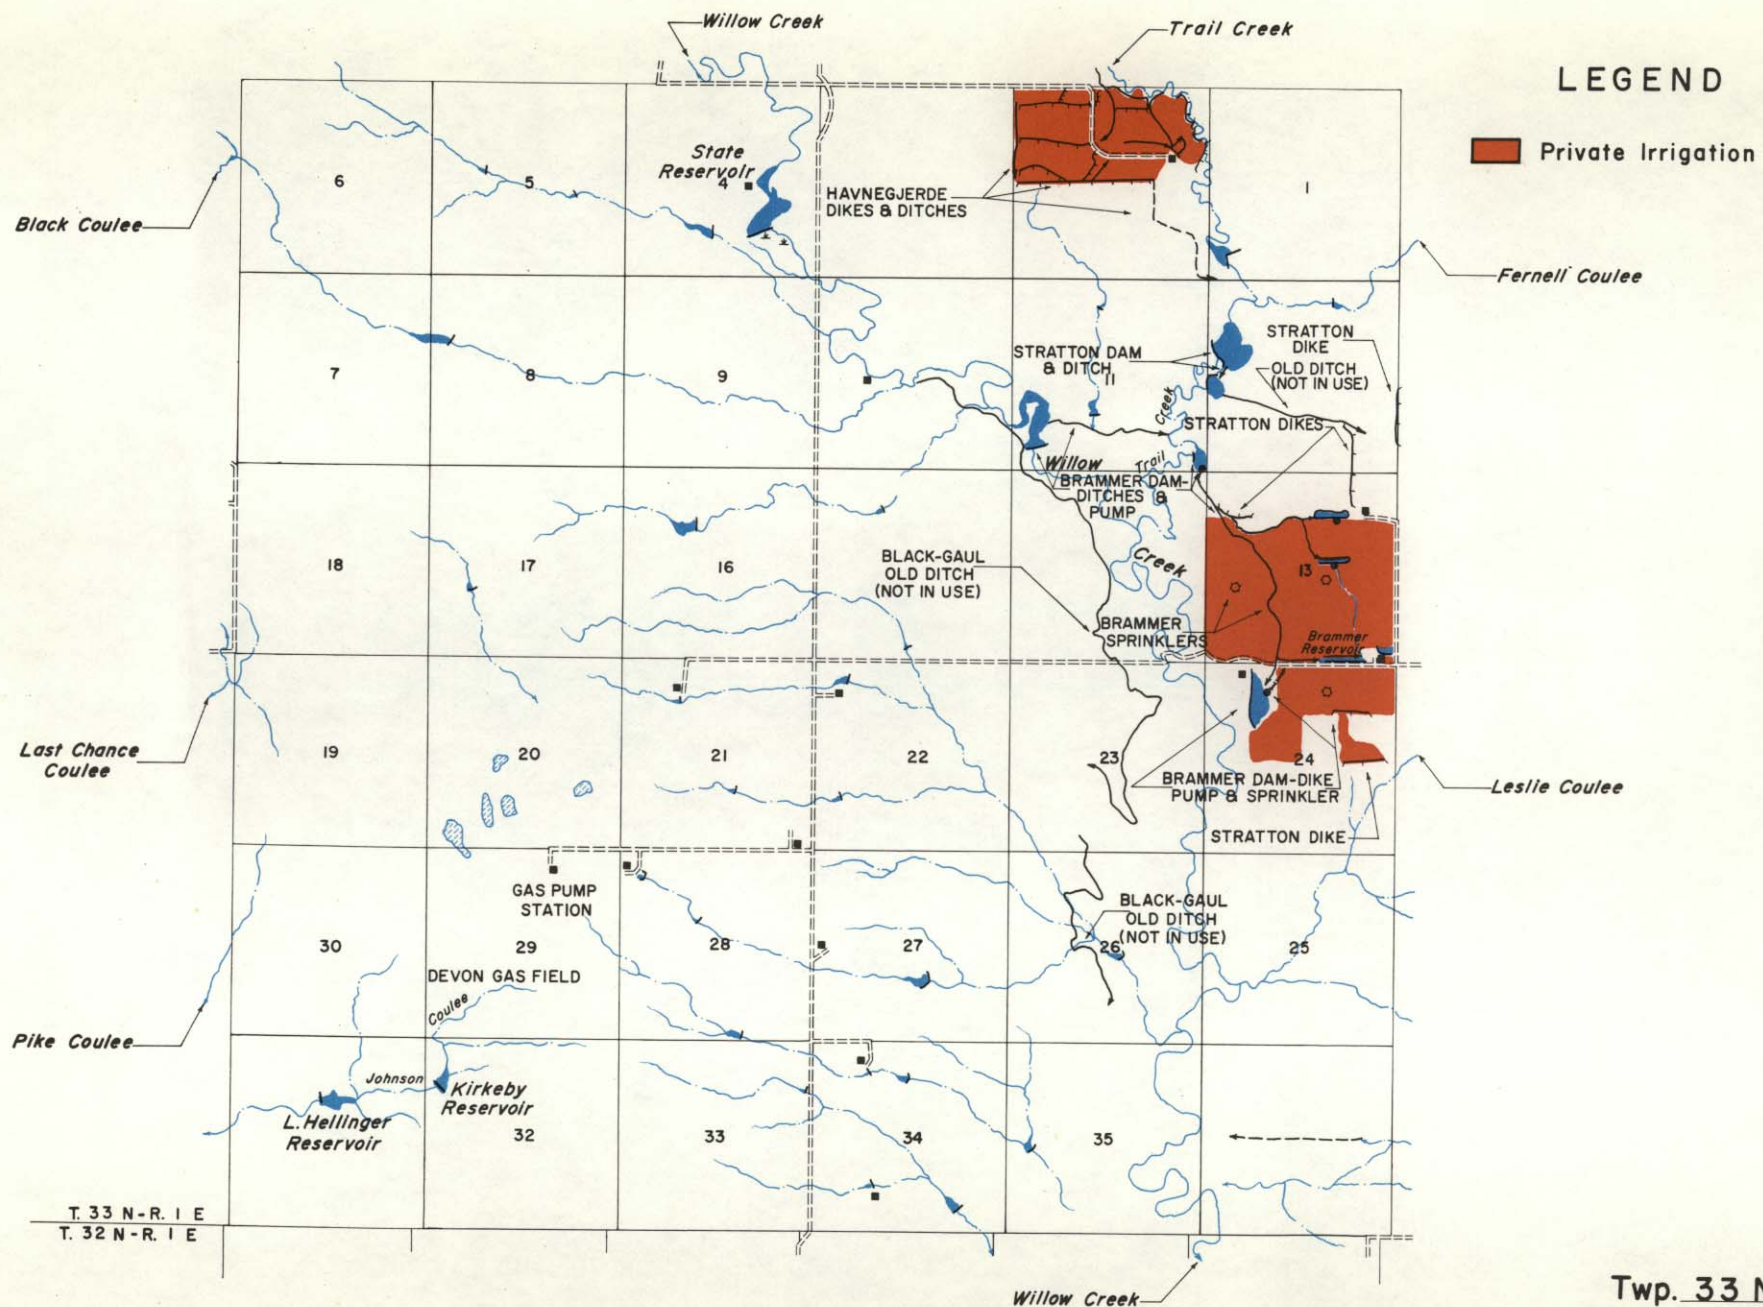 Willow Creek
Trail Creek
LEGEND
Private Irrigation
State
Reservoir
6
5
4
1
HAVNEGJERDE
DIKES & DITCHES
Black Coulee
Fernell Coulee
STRATTON
DIKE
STRATTON DAM
& DITCH
OLD DITCH
(NOT IN USE)
7
8
9
11
Creek
STRATTON DIKES
Willow
Trail
BRAMMER DAM-
DITCHES &
PUMP
18
17
16
BLACK-GAUL
OLD DITCH
(NOT IN USE)
Creek
13
BRAMMER
SPRINKLERS
Brammer
Reservoir
Last Chance
Coulee
19
20
21
22
23
24
BRAMMER DAM-DIKE
PUMP & SPRINKLER
Leslie Coulee
STRATTON DIKE
GAS PUMP
STATION
BLACK-GAUL
OLD DITCH
(NOT IN USE)
30
29
28
27
26
25
DEVON GAS FIELD
Coulee
Pike Coulee
Johnson
Kirkeby
Reservoir
L. Hellinger
Reservoir
32
33
34
35
T. 33 N-R. 1 E
T. 32 N-R. 1 E
Willow Creek
Twp. 33 N